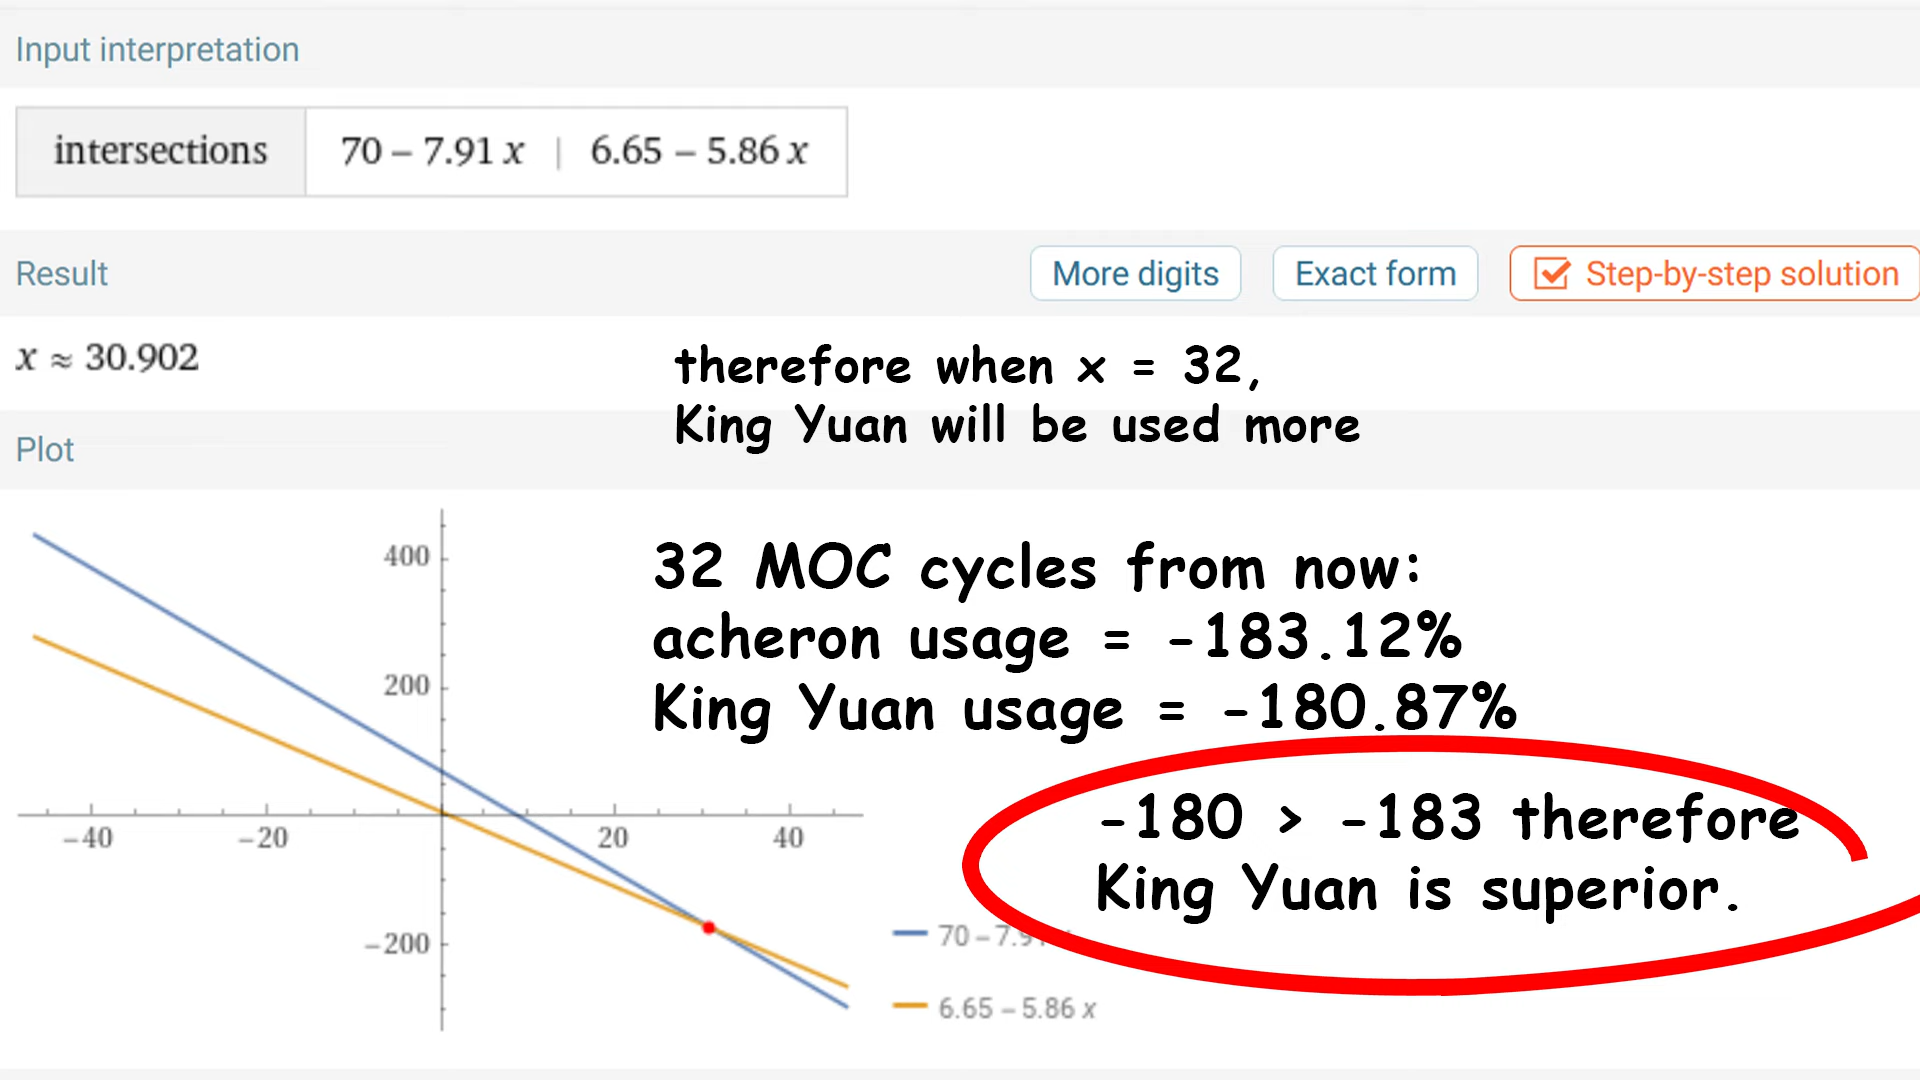 Input interpretation
intersections 70 – 7.91 x | 6.65 – 5.86 x
Result More digits Exact form Step-by-step solution
x ≈ 30.902
therefore when x = 32,
King Yuan will be used more
Plot
400
200
–40 –20 20 40
–200
32 MOC cycles from now:
acheron usage = -183.12%
King Yuan usage = -180.87%
-180 > -183 therefore
King Yuan is superior.
70 – 7.91
6.65 – 5.86 x